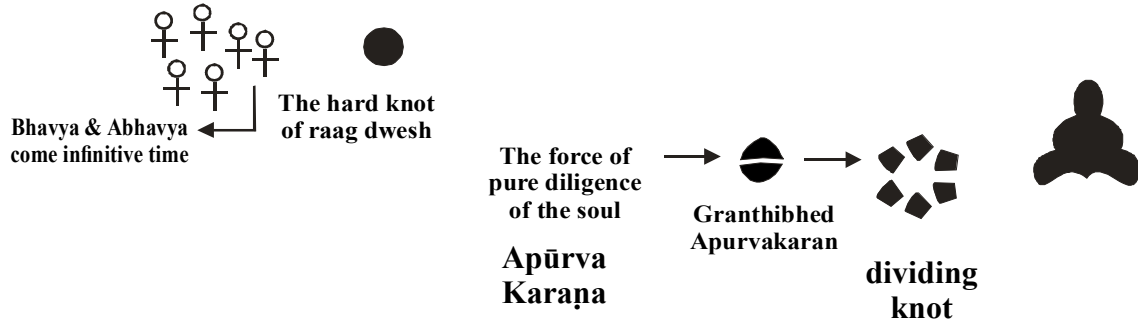 Bhavya & Abhavya
come infinitive time
The hard knot
of raag dwesh
The force of
pure diligence
of the soul
Apūrva
Karaṇa
Granthibhed
Apurvakaran
dividing
knot